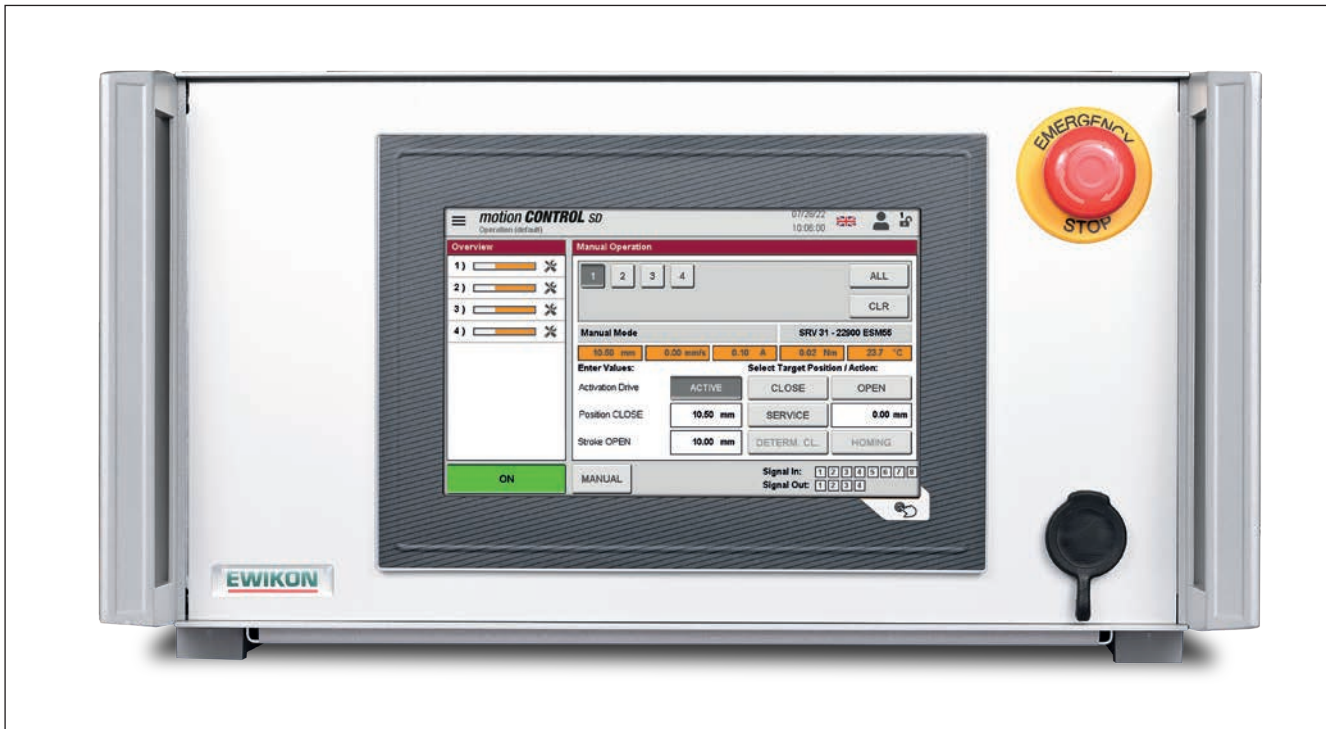 EMERGENCY
STOP
motion CONTROL SD
Operation (default)
07/26/22
10:06:00
Overview
1)
2)
3)
4)
Manual Operation
1 2 3 4 ALL
CLR
Manual Mode SRV 31 - 22900 ESM55
10.50 mm 0.00 mm/s 0.10 A 0.02 Nm 23.7 °C
Enter Values: Select Target Position / Action:
Activation Drive ACTIVE CLOSE OPEN
Position CLOSE 10.50 mm SERVICE 0.00 mm
Stroke OPEN 10.00 mm DETERM. CL. HOMING
ON MANUAL
Signal In: 1 2 3 4 5 6 7 8
Signal Out: 1 2 3 4
EWIKON